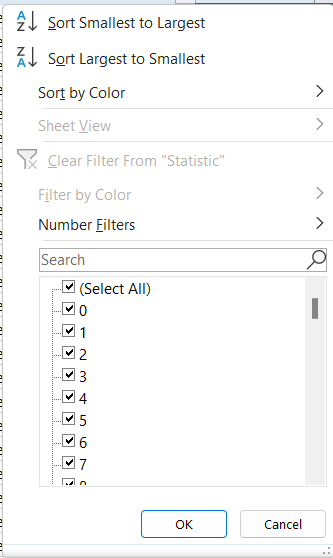 Sort Smallest to Largest
Sort Largest to Smallest
Sort by Color
Sheet View
Clear Filter From "Statistic"
Filter by Color
Number Filters
Search
(Select All)
0
1
2
3
4
5
6
7
OK
Cancel